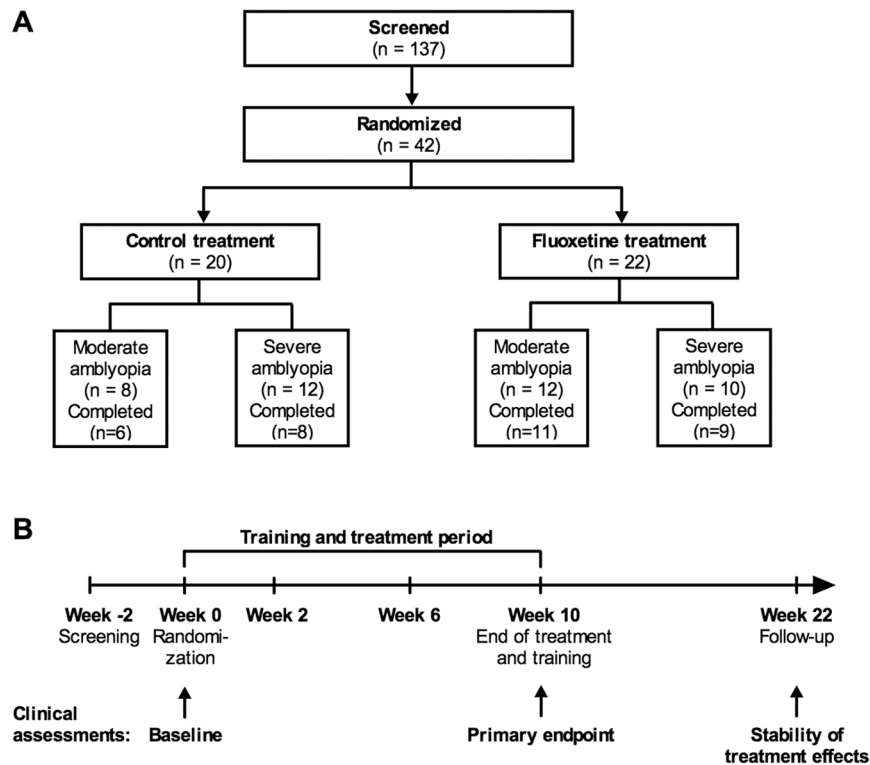 A
Screened
(n = 137)
Randomized
(n = 42)
Control treatment
(n = 20)
Fluoxetine treatment
(n = 22)
Moderate
amblyopia
(n = 8)
Completed
(n=6)
Severe
amblyopia
(n = 12)
Completed
(n=8)
Moderate
amblyopia
(n = 12)
Completed
(n=11)
Severe
amblyopia
(n = 10)
Completed
(n=9)
B
Training and treatment period
Week -2
Screening
Week 0
Randomi-
zation
Week 2
Week 6
Week 10
End of treatment
and training
Week 22
Follow-up
Clinical
assessments:
Baseline
Primary endpoint
Stability of
treatment effects